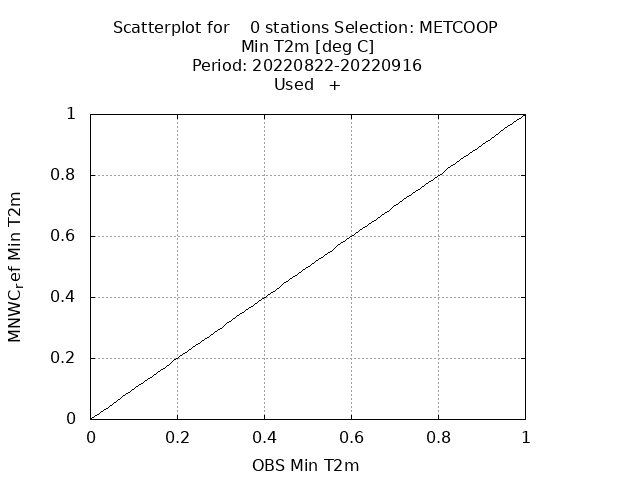 Scatterplot for    0 stations Selection: METCOOP
Min T2m [deg C]
Period: 20220822-20220916
Used   +
1
0.8
0.6
0.4
0.2
0
MNWCref Min T2m
0 0.2 0.4 0.6 0.8 1
OBS Min T2m